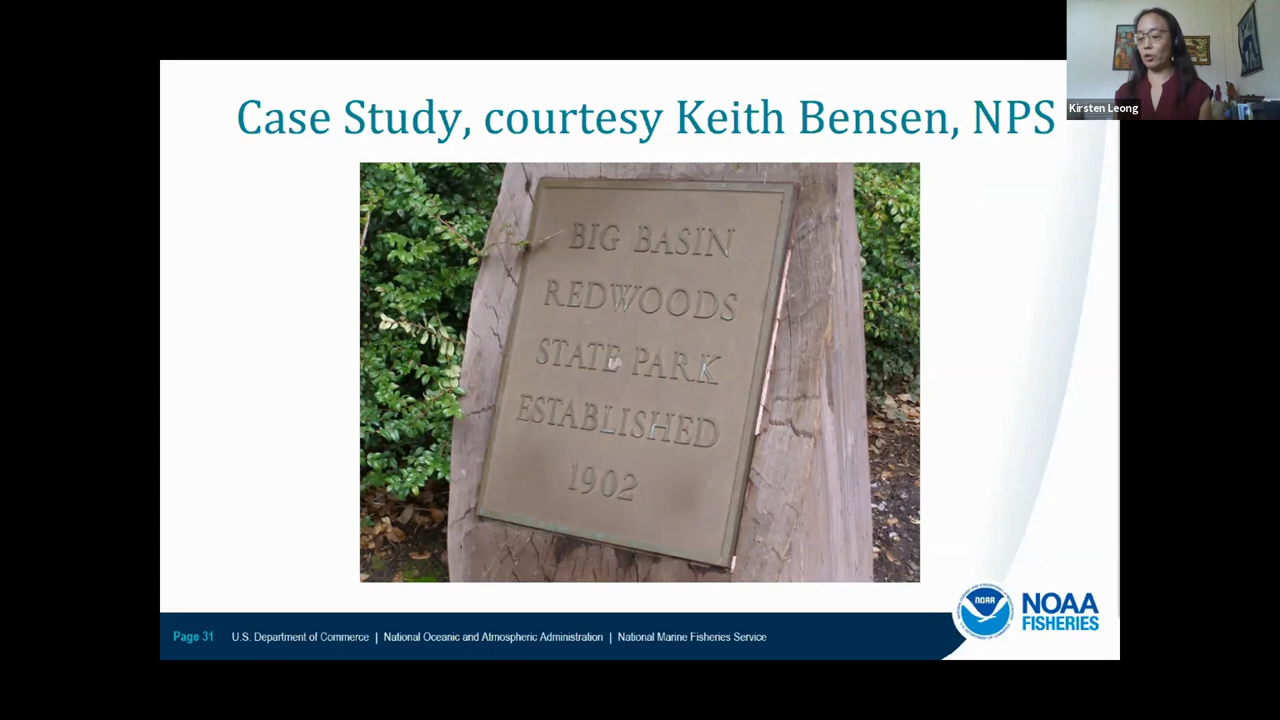 Kirsten Leong
Case Study, courtesy Keith Bensen, NPS
BIG BASIN
REDWOODS
STATE PARK
ESTABLISHED
1902
NOAA
NOAA
FISHERIES
Page 31 U.S. Department of Commerce | National Oceanic and Atmospheric Administration | National Marine Fisheries Service